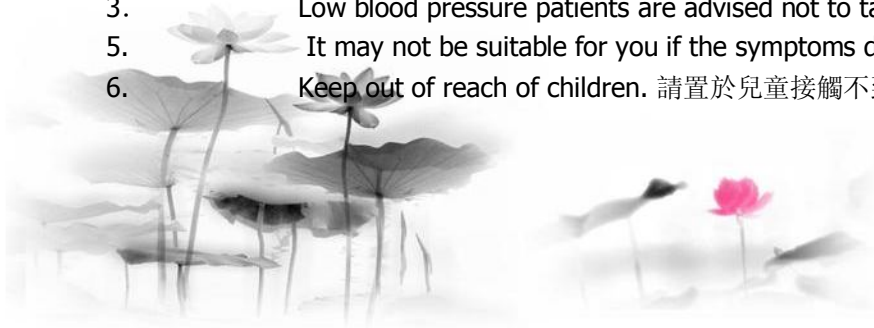 3. Low blood pressure patients are advised not to ta
5. It may not be suitable for you if the symptoms
6. Keep out of reach of children. 請置於兒童接觸不